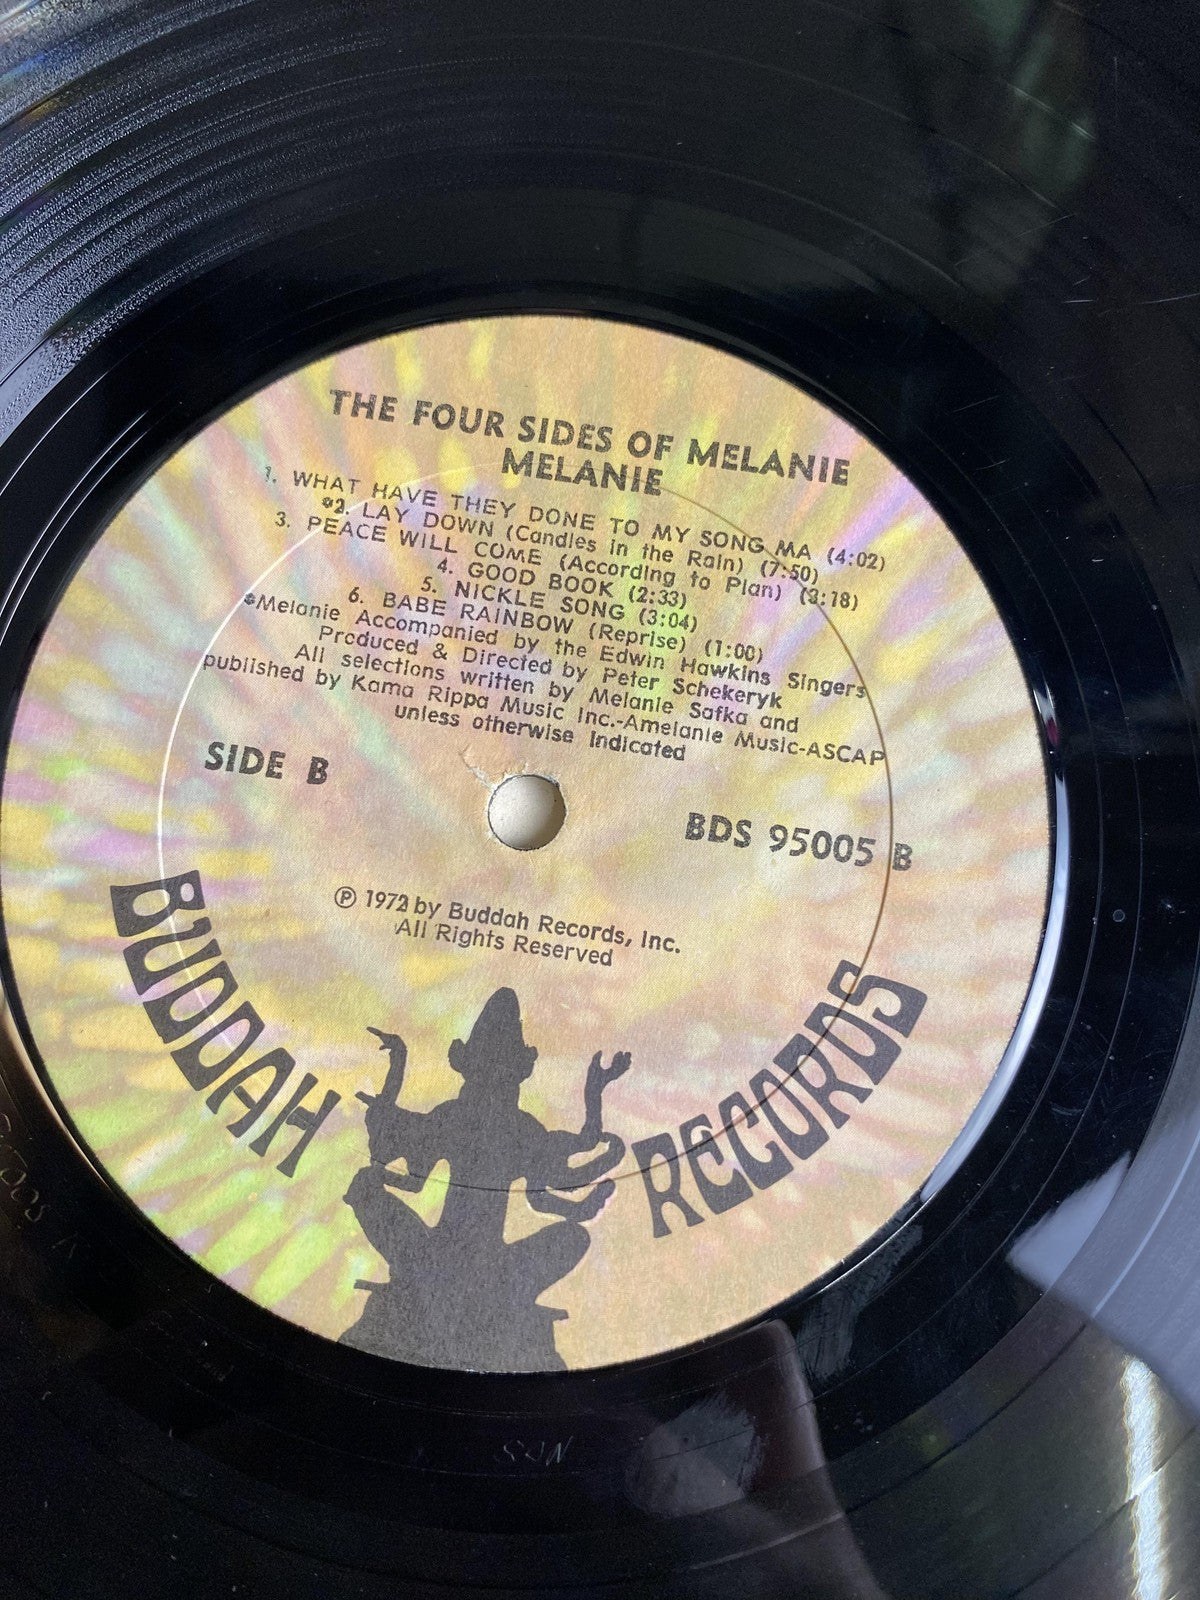 THE FOUR SIDES OF MELANIE
MELANIE
1. WHAT HAVE THEY DONE TO MY SONG MA (4:02)
*2. LAY DOWN (Candles in the Rain) (7:50)
3. PEACE WILL COME (According to Plan) (3:18)
4. GOOD BOOK (2:33)
5. NICKLE SONG (3:04)
6. BABE RAINBOW (Reprise) (1:00)
*Melanie Accompanied by the Edwin Hawkins Singers
Produced & Directed by Peter Schekeryk
All selections written by Melanie Safka and
published by Kama Rippa Music Inc.-Amelanie Music-ASCAP
unless otherwise indicated
SIDE B
BDS 95005 B
℗ 1972 by Buddah Records, Inc.
All Rights Reserved
BUDDAH RECORDS